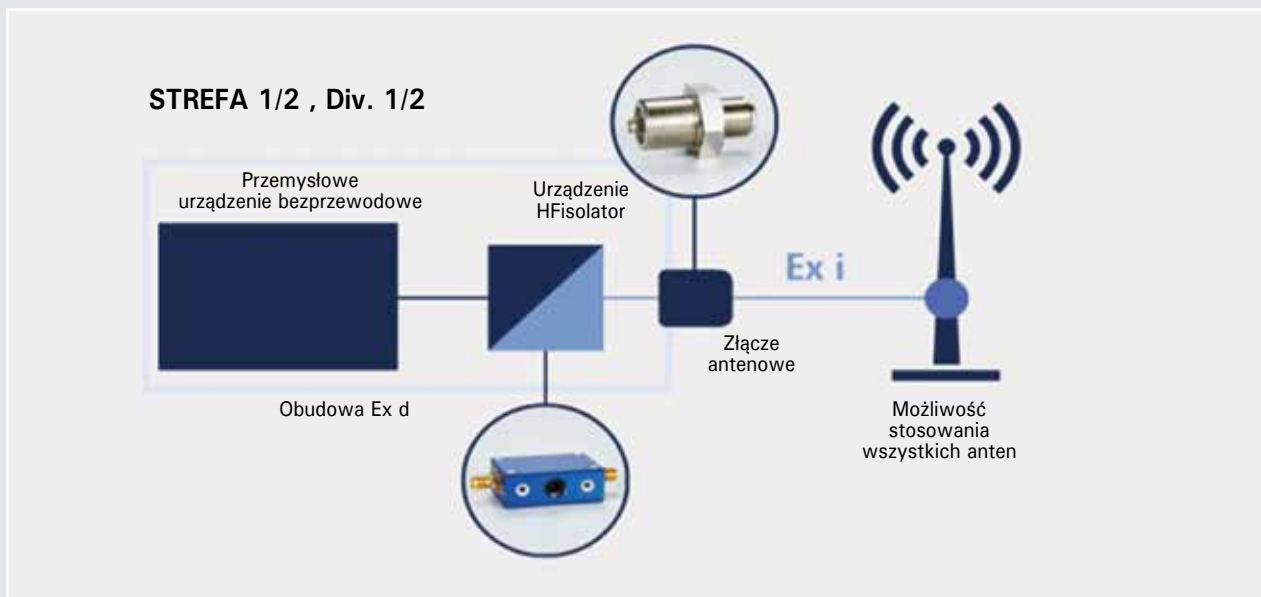 STREFA 1/2 , Div. 1/2
Przemysłowe
urządzenie bezprzewodowe
Urządzenie
HFisolator
Ex i
Złącze
antenowe
Obudowa Ex d
Możliwość
stosowania
wszystkich anten